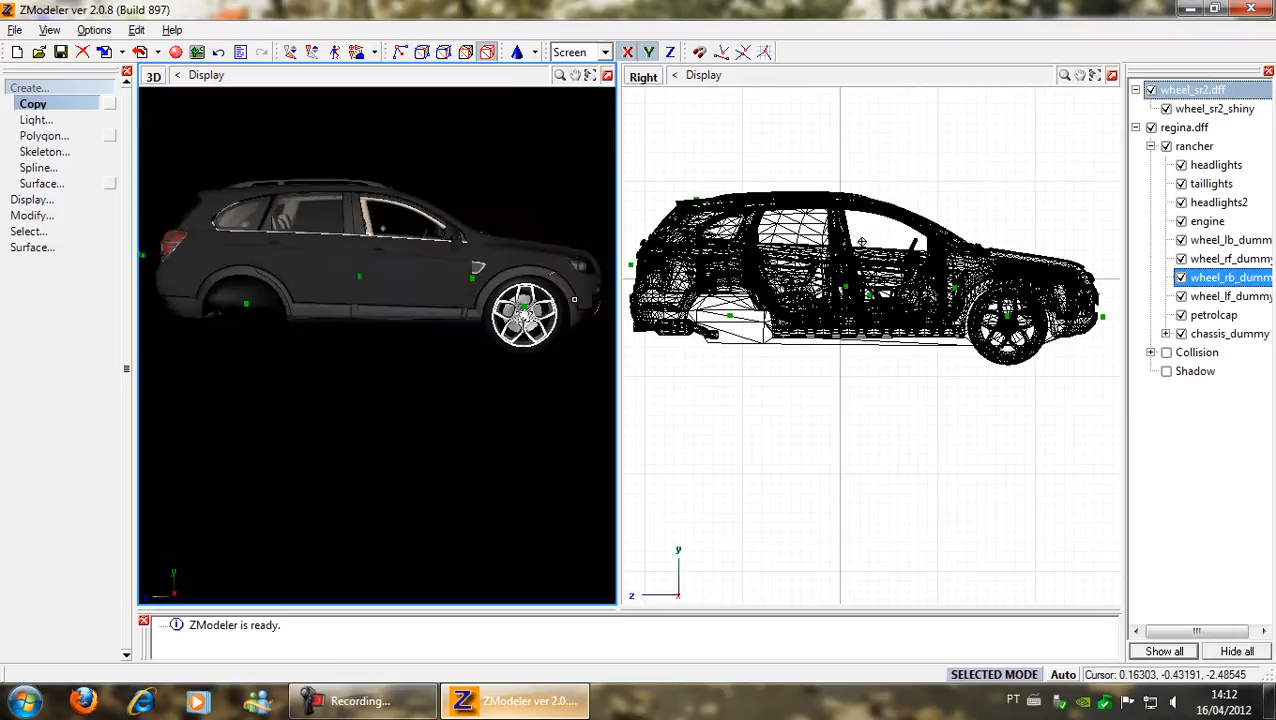 ZModeler ver 2.0.8 (Build 897)
File View Options Edit Help
Screen X Y Z
3D < Display
Right < Display
Create...
Copy
Light...
Polygon...
Skeleton...
Spline...
Surface...
Display...
Modify...
Select...
Surface...
wheel_sr2.dff
wheel_sr2_shiny
regina.dff
rancher
headlights
taillights
headlights2
engine
wheel_lb_dummy
wheel_rf_dummy
wheel_rb_dumm
wheel_lf_dummy
petrolcap
chassis_dummy
Collision
Shadow
y
z x
y
z x
Show all Hide all
ZModeler is ready.
SELECTED MODE Auto Cursor: 0.16303, -0.43191, -2.48545
Recording...
ZModeler ver 2.0....
PT
14:12
16/04/2012